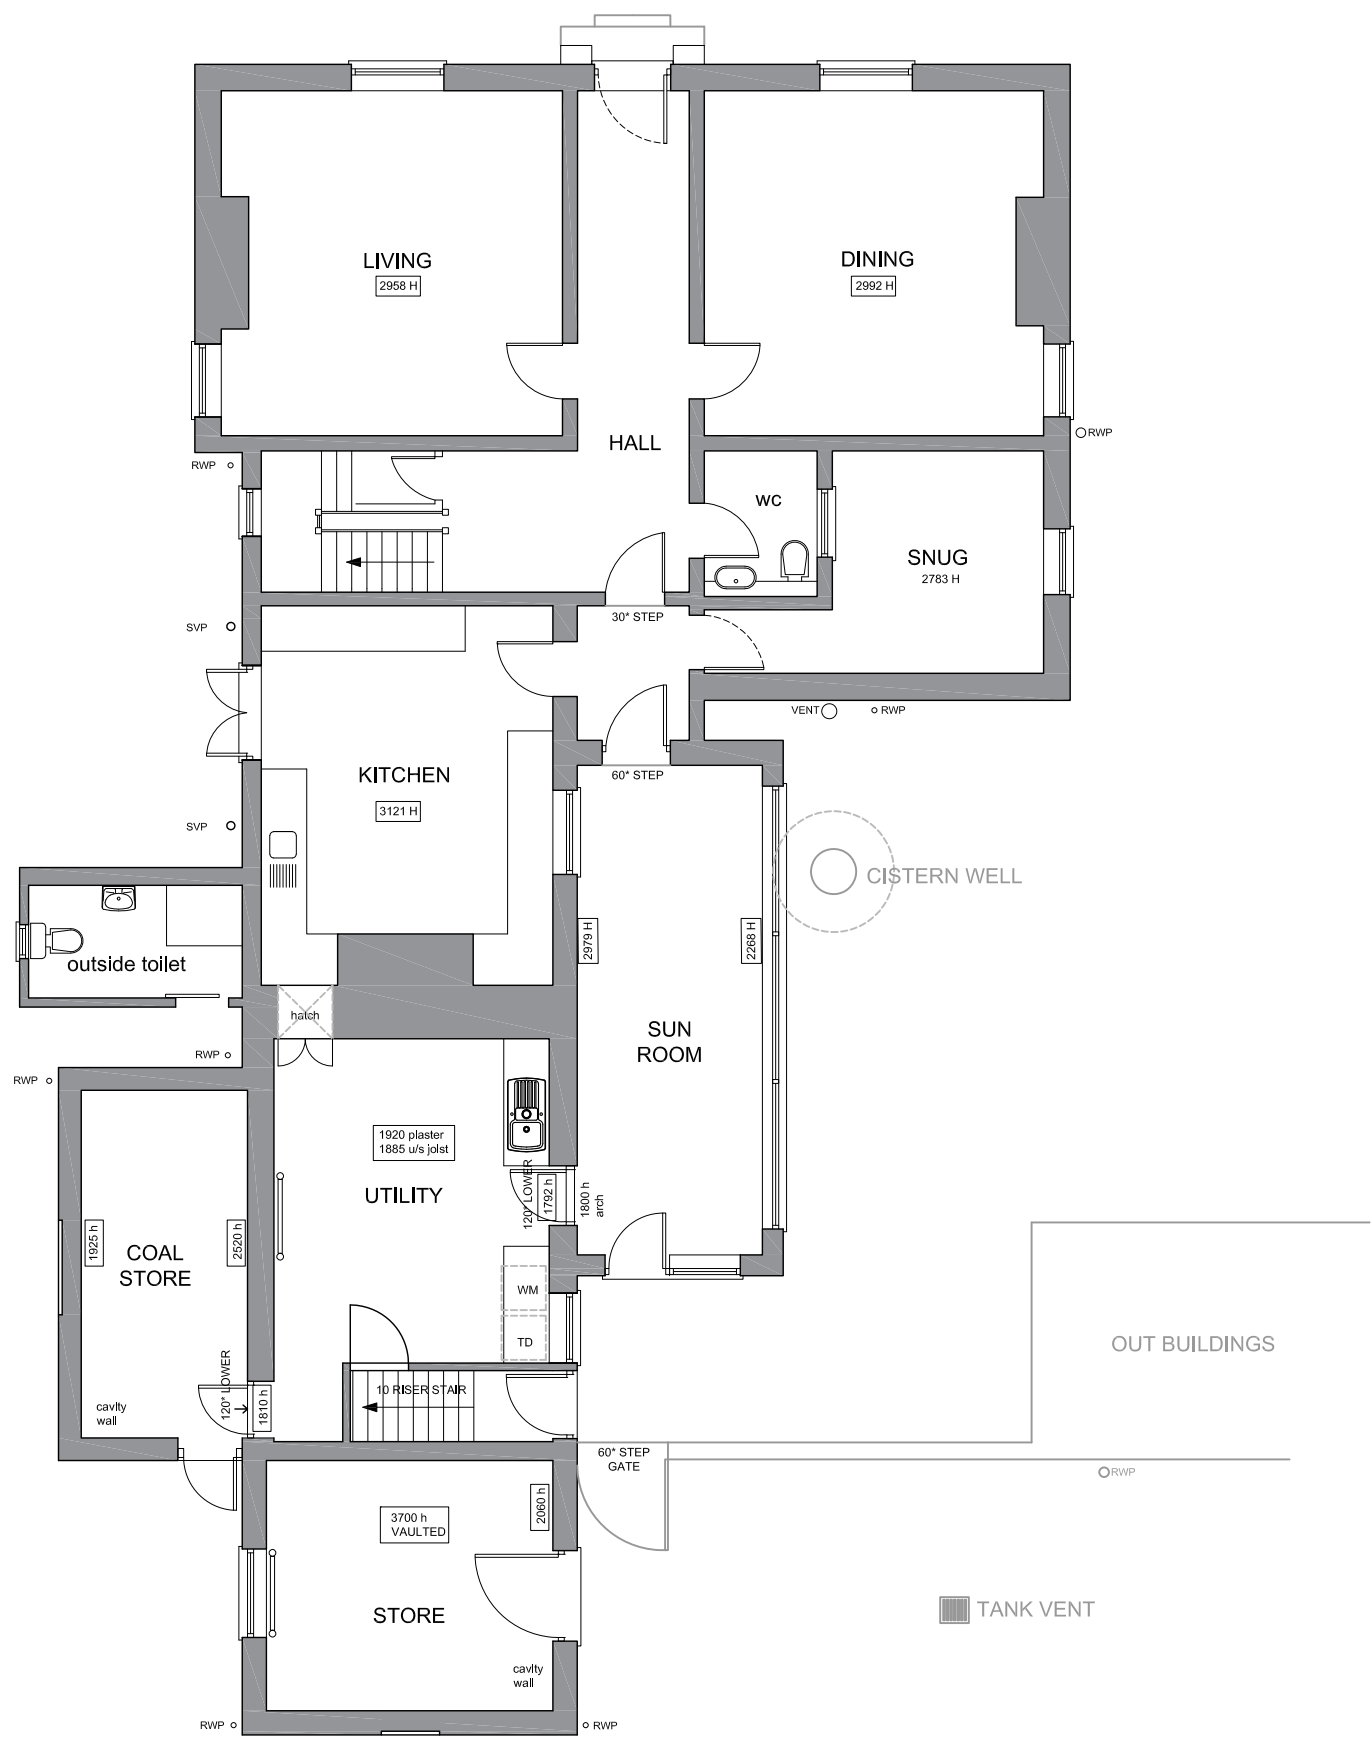 LIVING
2958 H
DINING
2992 H
HALL
RWP
RWP
WC
SNUG
2783 H
30* STEP
SVP
VENT
RWP
KITCHEN
3121 H
60* STEP
SVP
CISTERN WELL
outside toilet
2979 H
2268 H
hatch
SUN
ROOM
RWP
RWP
1920 plaster
1885 u/s joist
UTILITY
120* LOWER
1792 h
1800 h
arch
1925 h
2520 h
COAL
STORE
WM
TD
OUT BUILDINGS
120* LOWER
1810 h
10 RISER STAIR
cavity
wall
60* STEP
GATE
RWP
3700 h
VAULTED
2060 h
STORE
TANK VENT
cavity
wall
RWP
RWP